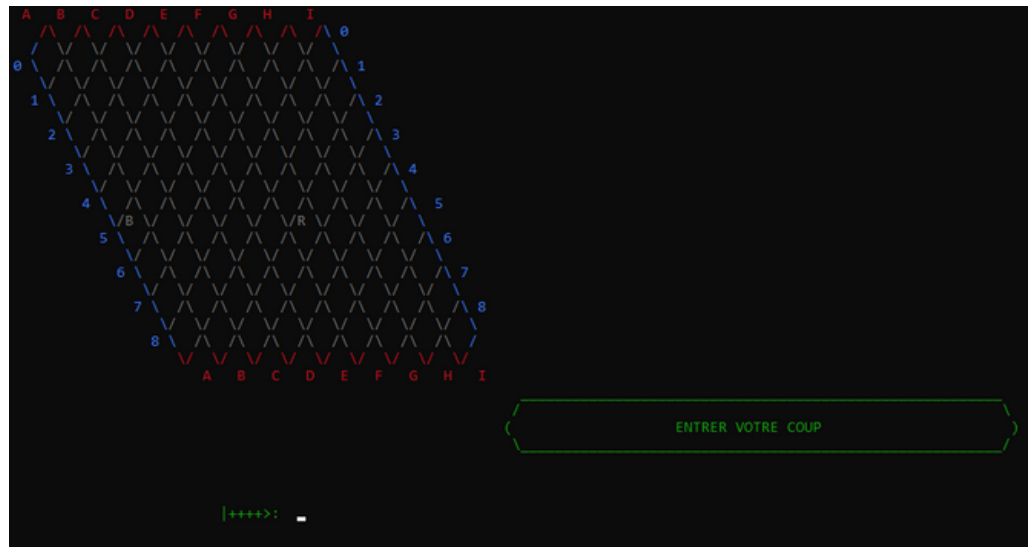 A B C D E F G H I
0
0 1
1 2
2 3
3 4
4 5
B R
5 6
6 7
7 8
8
A B C D E F G H I
ENTRER VOTRE COUP
|++++>: _